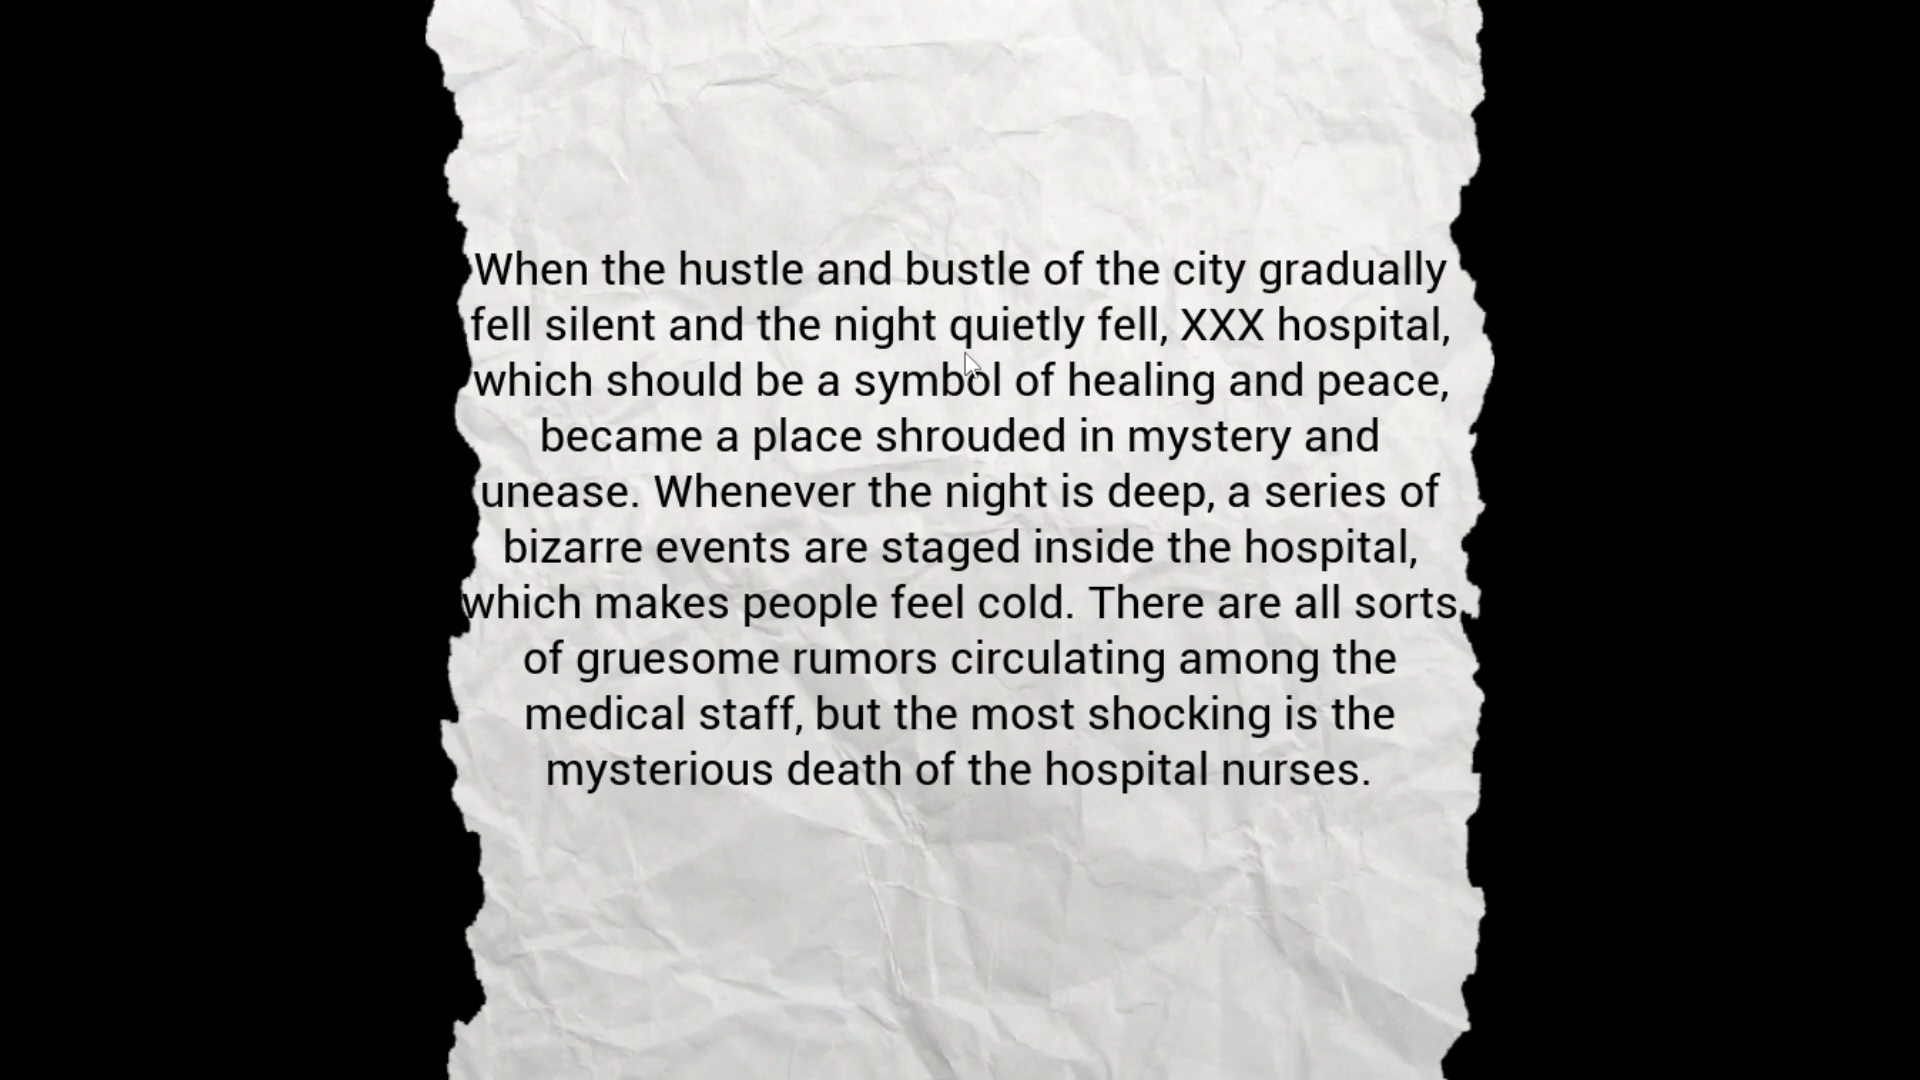 When the hustle and bustle of the city gradually
fell silent and the night quietly fell, XXX hospital,
which should be a symbol of healing and peace,
became a place shrouded in mystery and
unease. Whenever the night is deep, a series of
bizarre events are staged inside the hospital,
which makes people feel cold. There are all sorts
of gruesome rumors circulating among the
medical staff, but the most shocking is the
mysterious death of the hospital nurses.